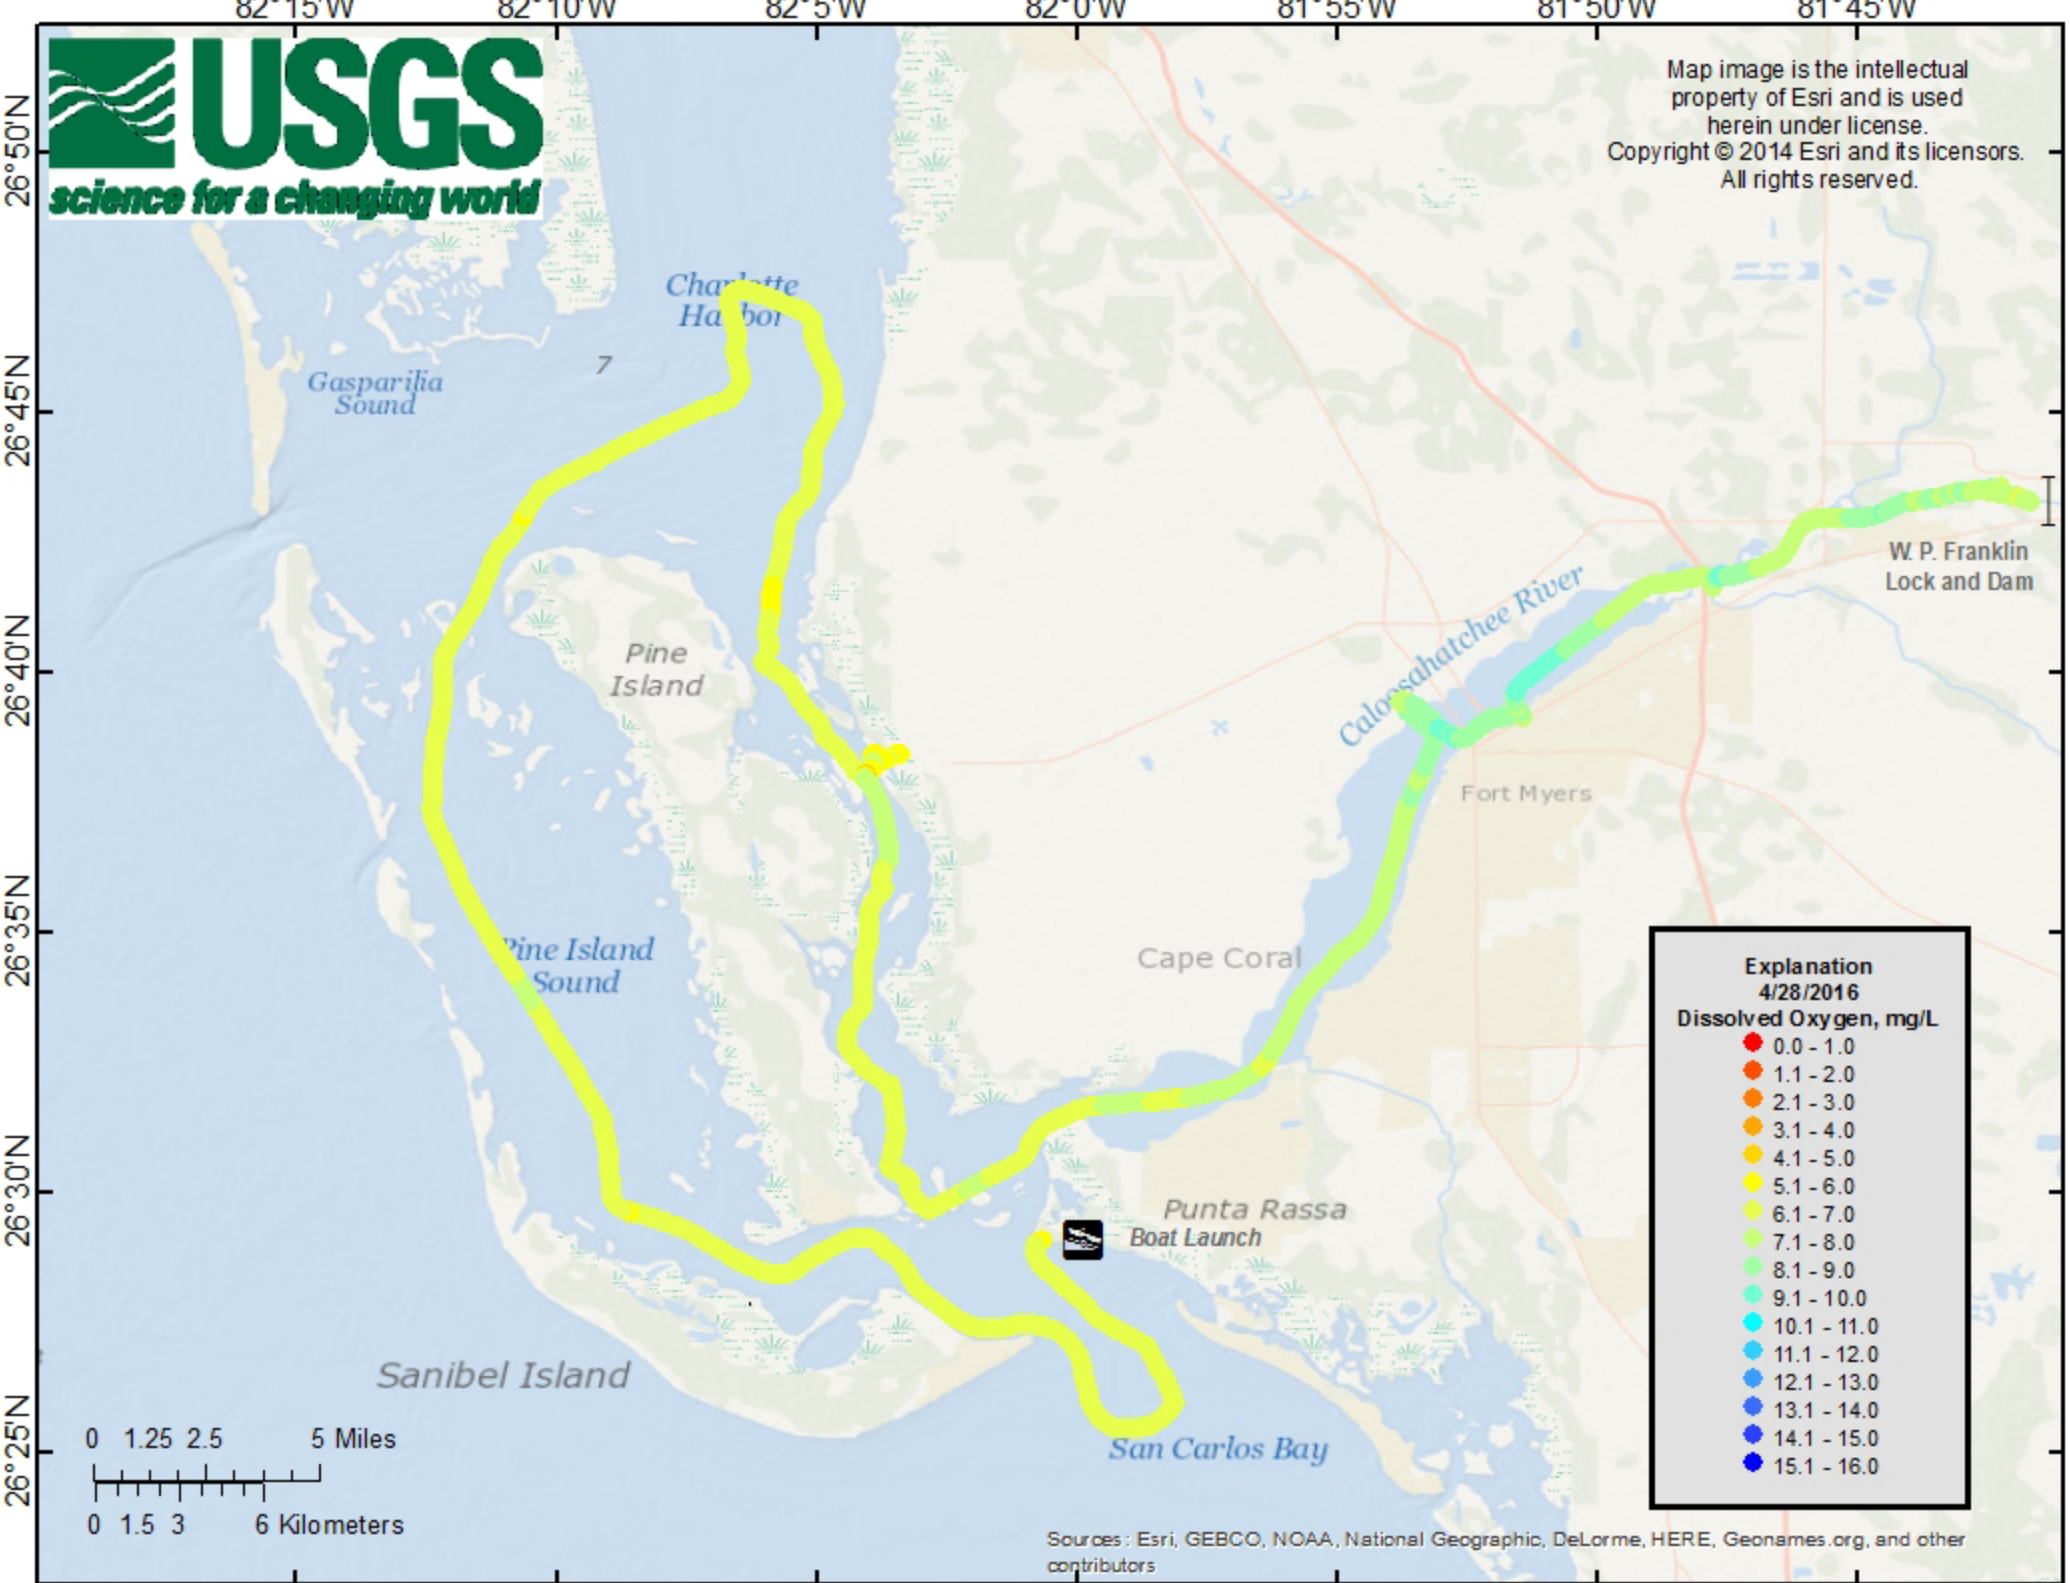 82°15'W 82°10'W 82°5'W 82°0'W 81°55'W 81°50'W 81°45'W
USGS
science for a changing world
Map image is the intellectual
property of Esri and is used
herein under license.
Copyright © 2014 Esri and its licensors.
All rights reserved.
26°50'N
26°45'N
26°40'N
26°35'N
26°30'N
26°25'N
Charlotte
Harbor
7
Gasparilla
Sound
W. P. Franklin
Lock and Dam
Caloosahatchee River
Pine
Island
Fort Myers
Pine Island
Sound
Cape Coral
Punta Rassa
Boat Launch
Sanibel Island
San Carlos Bay
Explanation
4/28/2016
Dissolved Oxygen, mg/L
0.0 - 1.0
1.1 - 2.0
2.1 - 3.0
3.1 - 4.0
4.1 - 5.0
5.1 - 6.0
6.1 - 7.0
7.1 - 8.0
8.1 - 9.0
9.1 - 10.0
10.1 - 11.0
11.1 - 12.0
12.1 - 13.0
13.1 - 14.0
14.1 - 15.0
15.1 - 16.0
0 1.25 2.5 5 Miles
0 1.5 3 6 Kilometers
Sources: Esri, GEBCO, NOAA, National Geographic, DeLorme, HERE, Geonames.org, and other
contributors